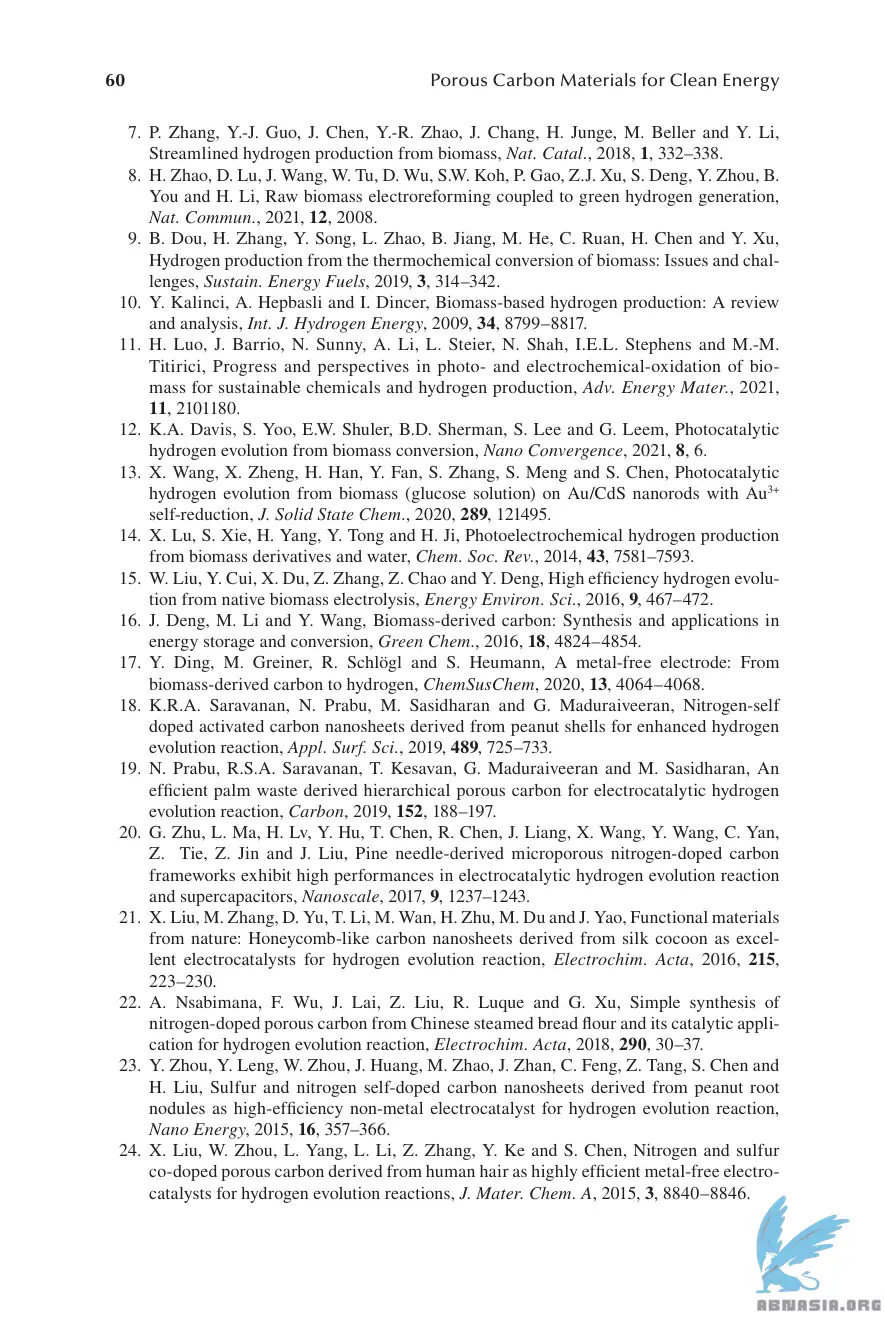 60 Porous Carbon Materials for Clean Energy
7. P. Zhang, Y.-J. Guo, J. Chen, Y.-R. Zhao, J. Chang, H. Junge, M. Beller and Y. Li,
Streamlined hydrogen production from biomass, Nat. Catal., 2018, 1, 332–338.
8. H. Zhao, D. Lu, J. Wang, W. Tu, D. Wu, S.W. Koh, P. Gao, Z.J. Xu, S. Deng, Y. Zhou, B.
You and H. Li, Raw biomass electroreforming coupled to green hydrogen generation,
Nat. Commun., 2021, 12, 2008.
9. B. Dou, H. Zhang, Y. Song, L. Zhao, B. Jiang, M. He, C. Ruan, H. Chen and Y. Xu,
Hydrogen production from the thermochemical conversion of biomass: Issues and chal-
lenges, Sustain. Energy Fuels, 2019, 3, 314–342.
10. Y. Kalinci, A. Hepbasli and I. Dincer, Biomass-based hydrogen production: A review
and analysis, Int. J. Hydrogen Energy, 2009, 34, 8799–8817.
11. H. Luo, J. Barrio, N. Sunny, A. Li, L. Steier, N. Shah, I.E.L. Stephens and M.-M.
Titirici, Progress and perspectives in photo- and electrochemical-oxidation of bio-
mass for sustainable chemicals and hydrogen production, Adv. Energy Mater., 2021,
11, 2101180.
12. K.A. Davis, S. Yoo, E.W. Shuler, B.D. Sherman, S. Lee and G. Leem, Photocatalytic
hydrogen evolution from biomass conversion, Nano Convergence, 2021, 8, 6.
13. X. Wang, X. Zheng, H. Han, Y. Fan, S. Zhang, S. Meng and S. Chen, Photocatalytic
hydrogen evolution from biomass (glucose solution) on Au/CdS nanorods with Au³⁺
self-reduction, J. Solid State Chem., 2020, 289, 121495.
14. X. Lu, S. Xie, H. Yang, Y. Tong and H. Ji, Photoelectrochemical hydrogen production
from biomass derivatives and water, Chem. Soc. Rev., 2014, 43, 7581–7593.
15. W. Liu, Y. Cui, X. Du, Z. Zhang, Z. Chao and Y. Deng, High efficiency hydrogen evolu-
tion from native biomass electrolysis, Energy Environ. Sci., 2016, 9, 467–472.
16. J. Deng, M. Li and Y. Wang, Biomass-derived carbon: Synthesis and applications in
energy storage and conversion, Green Chem., 2016, 18, 4824–4854.
17. Y. Ding, M. Greiner, R. Schlögl and S. Heumann, A metal-free electrode: From
biomass-derived carbon to hydrogen, ChemSusChem, 2020, 13, 4064–4068.
18. K.R.A. Saravanan, N. Prabu, M. Sasidharan and G. Maduraiveeran, Nitrogen-self
doped activated carbon nanosheets derived from peanut shells for enhanced hydrogen
evolution reaction, Appl. Surf. Sci., 2019, 489, 725–733.
19. N. Prabu, R.S.A. Saravanan, T. Kesavan, G. Maduraiveeran and M. Sasidharan, An
efficient palm waste derived hierarchical porous carbon for electrocatalytic hydrogen
evolution reaction, Carbon, 2019, 152, 188–197.
20. G. Zhu, L. Ma, H. Lv, Y. Hu, T. Chen, R. Chen, J. Liang, X. Wang, Y. Wang, C. Yan,
Z. Tie, Z. Jin and J. Liu, Pine needle-derived microporous nitrogen-doped carbon
frameworks exhibit high performances in electrocatalytic hydrogen evolution reaction
and supercapacitors, Nanoscale, 2017, 9, 1237–1243.
21. X. Liu, M. Zhang, D. Yu, T. Li, M. Wan, H. Zhu, M. Du and J. Yao, Functional materials
from nature: Honeycomb-like carbon nanosheets derived from silk cocoon as excel-
lent electrocatalysts for hydrogen evolution reaction, Electrochim. Acta, 2016, 215,
223–230.
22. A. Nsabimana, F. Wu, J. Lai, Z. Liu, R. Luque and G. Xu, Simple synthesis of
nitrogen-doped porous carbon from Chinese steamed bread flour and its catalytic appli-
cation for hydrogen evolution reaction, Electrochim. Acta, 2018, 290, 30–37.
23. Y. Zhou, Y. Leng, W. Zhou, J. Huang, M. Zhao, J. Zhan, C. Feng, Z. Tang, S. Chen and
H. Liu, Sulfur and nitrogen self-doped carbon nanosheets derived from peanut root
nodules as high-efficiency non-metal electrocatalyst for hydrogen evolution reaction,
Nano Energy, 2015, 16, 357–366.
24. X. Liu, W. Zhou, L. Yang, L. Li, Z. Zhang, Y. Ke and S. Chen, Nitrogen and sulfur
co-doped porous carbon derived from human hair as highly efficient metal-free electro-
catalysts for hydrogen evolution reactions, J. Mater. Chem. A, 2015, 3, 8840–8846.
ABNASIA.ORG